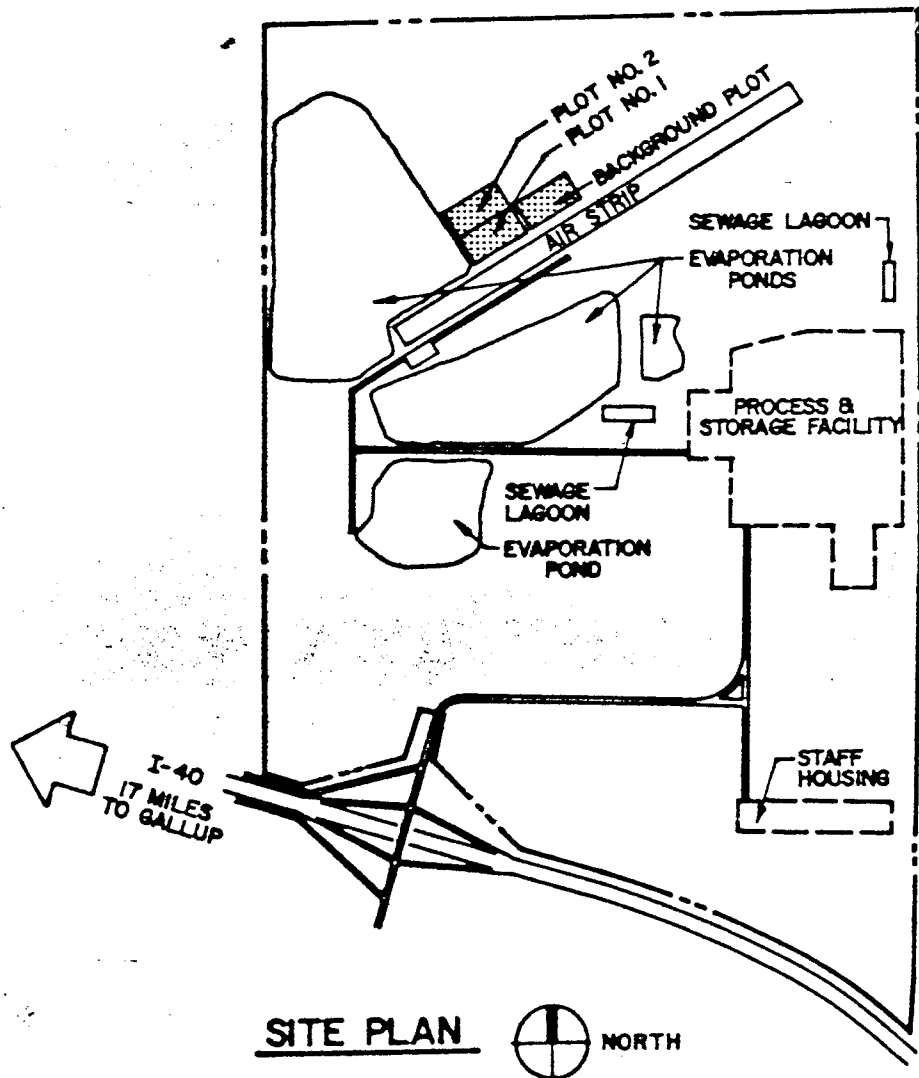 PLOT NO. 2
PLOT NO. 1
BACKGROUND PLOT
AIR STRIP
SEWAGE LAGOON
EVAPORATION
PONDS
PROCESS &
STORAGE FACILITY
SEWAGE
LAGOON
EVAPORATION
POND
I-40
17 MILES
TO GALLUP
STAFF
HOUSING
SITE PLAN
NORTH